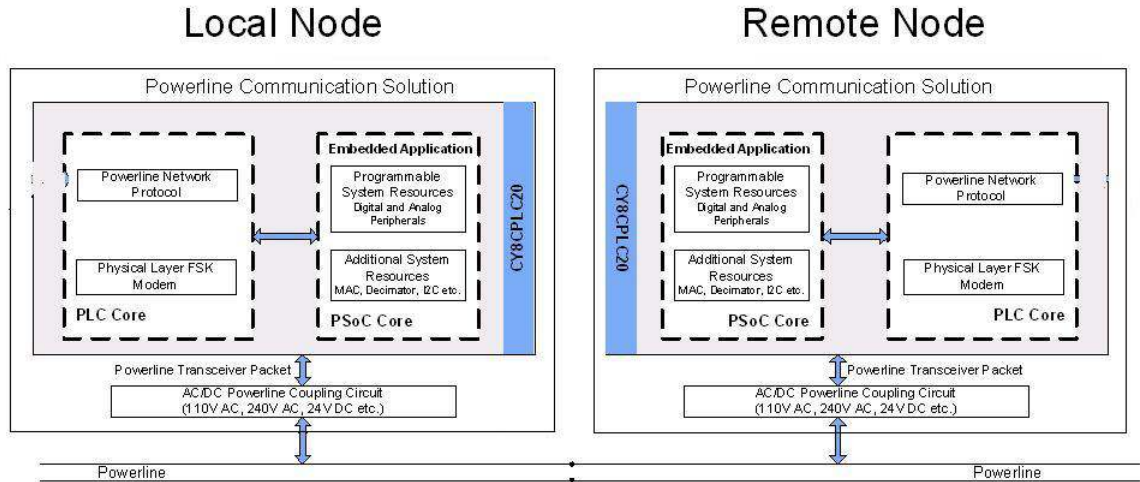 Local Node
Powerline Communication Solution
Powerline Network
Protocol
Physical Layer FSK
Modem
PLC Core
Embedded Application
Programmable
System Resources
Digital and Analog
Peripherals
Additional System
Resources
MAC, Decimator, I2C etc.
PSoC Core
CY8CPLC20
Powerline Transceiver Packet
AC/DC Powerline Coupling Circuit
(110V AC, 240V AC, 24V DC etc.)
Powerline
Remote Node
Powerline Communication Solution
CY8CPLC20
Embedded Application
Programmable
System Resources
Digital and Analog
Peripherals
Additional System
Resources
MAC, Decimator, I2C etc.
PSoC Core
Powerline Network
Protocol
Physical Layer FSK
Modem
PLC Core
Powerline Transceiver Packet
AC/DC Powerline Coupling Circuit
(110V AC, 240V AC, 24V DC etc.)
Powerline